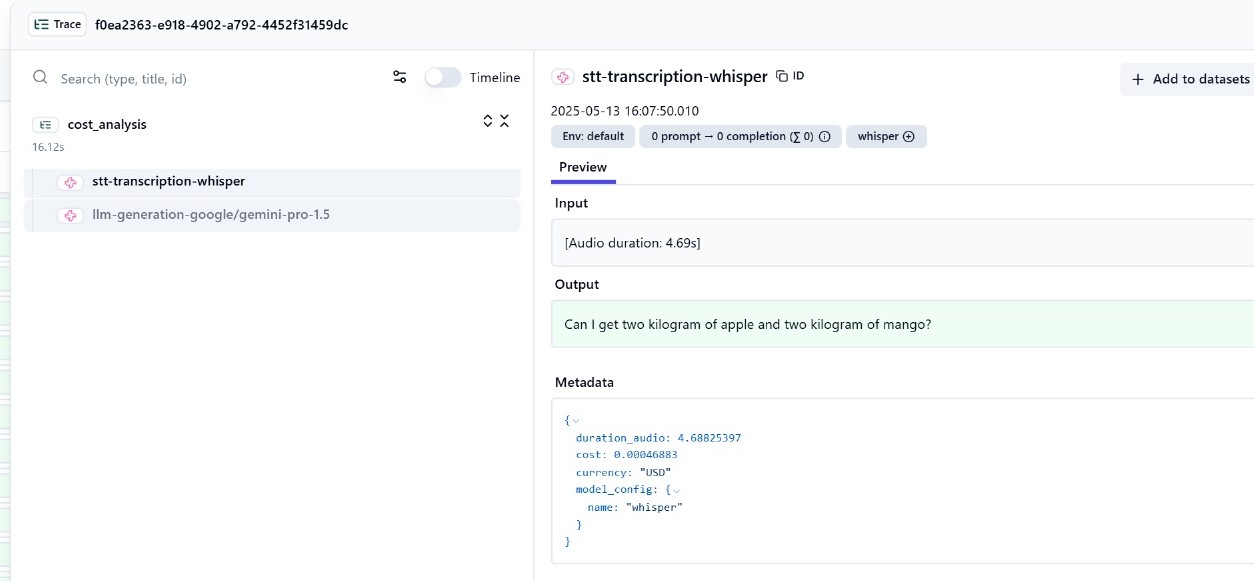 Trace f0ea2363-e918-4902-a792-4452f31459dc
Search (type, title, id)
Timeline
cost_analysis
16.12s
stt-transcription-whisper
llm-generation-google/gemini-pro-1.5
stt-transcription-whisper ID
Add to datasets
2025-05-13 16:07:50.010
Env: default 0 prompt → 0 completion (∑ 0) whisper
Preview
Input
[Audio duration: 4.69s]
Output
Can I get two kilogram of apple and two kilogram of mango?
Metadata
{
duration_audio: 4.68825397
cost: 0.00046883
currency: "USD"
model_config: {
name: "whisper"
}
}